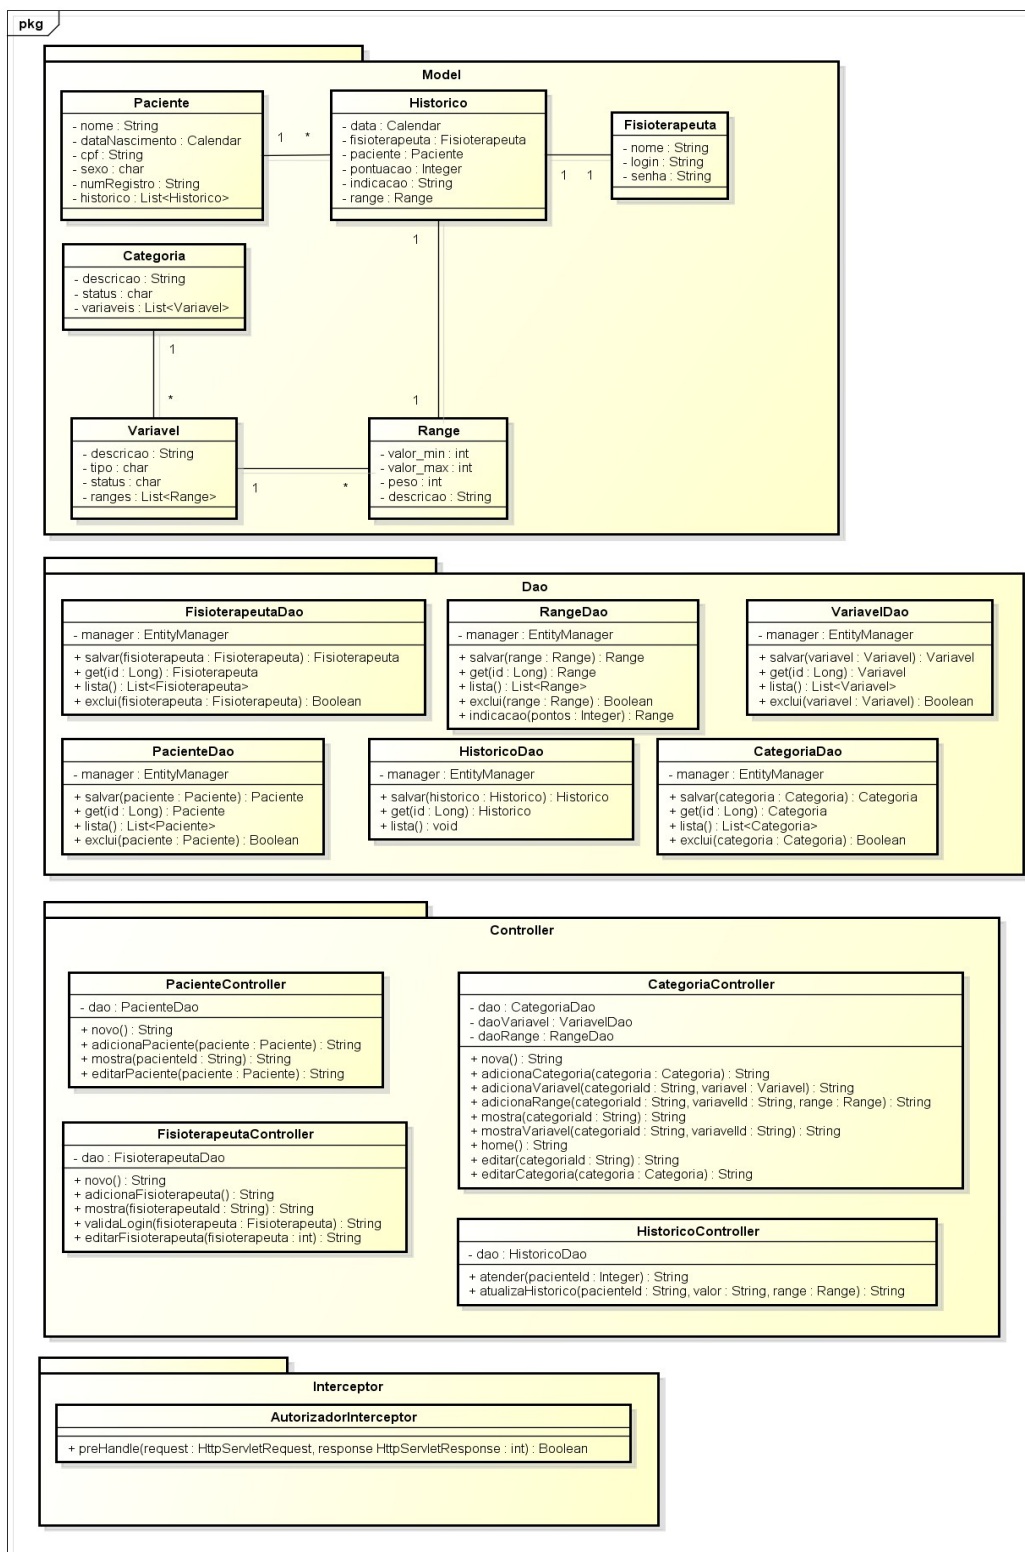 pkg
Model
Paciente
- nome : String
- dataNascimento : Calendar
- cpf : String
- sexo : char
- numRegistro : String
- historico : List<Historico>
1 *
Historico
- data : Calendar
- fisioterapeuta : Fisioterapeuta
- paciente : Paciente
- pontuacao : Integer
- indicacao : String
- range : Range
1 1
Fisioterapeuta
- nome : String
- login : String
- senha : String
1
Categoria
- descricao : String
- status : char
- variaveis : List<Variavel>
1
*
1
Variavel
- descricao : String
- tipo : char
- status : char
- ranges : List<Range>
1 *
Range
- valor_min : int
- valor_max : int
- peso : int
- descricao : String
Dao
FisioterapeutaDao
- manager : EntityManager
+ salvar(fisioterapeuta : Fisioterapeuta) : Fisioterapeuta
+ get(id : Long) : Fisioterapeuta
+ lista() : List<Fisioterapeuta>
+ exclui(fisioterapeuta : Fisioterapeuta) : Boolean
RangeDao
- manager : EntityManager
+ salvar(range : Range) : Range
+ get(id : Long) : Range
+ lista() : List<Range>
+ exclui(range : Range) : Boolean
+ indicacao(pontos : Integer) : Range
VariavelDao
- manager : EntityManager
+ salvar(variavel : Variavel) : Variavel
+ get(id : Long) : Variavel
+ lista() : List<Variavel>
+ exclui(variavel : Variavel) : Boolean
PacienteDao
- manager : EntityManager
+ salvar(paciente : Paciente) : Paciente
+ get(id : Long) : Paciente
+ lista() : List<Paciente>
+ exclui(paciente : Paciente) : Boolean
HistoricoDao
- manager : EntityManager
+ salvar(historico : Historico) : Historico
+ get(id : Long) : Historico
+ lista() : void
CategoriaDao
- manager : EntityManager
+ salvar(categoria : Categoria) : Categoria
+ get(id : Long) : Categoria
+ lista() : List<Categoria>
+ exclui(categoria : Categoria) : Boolean
Controller
PacienteController
- dao : PacienteDao
+ novo() : String
+ adicionaPaciente(paciente : Paciente) : String
+ mostra(pacienteId : String) : String
+ editarPaciente(paciente : Paciente) : String
CategoriaController
- dao : CategoriaDao
- daoVariavel : VariavelDao
- daoRange : RangeDao
+ nova() : String
+ adicionaCategoria(categoria : Categoria) : String
+ adicionaVariavel(categoriaId : String, variavel : Variavel) : String
+ adicionaRange(categoriaId : String, variavelId : String, range : Range) : String
+ mostra(categoriaId : String) : String
+ mostraVariavel(categoriaId : String, variavelId : String) : String
+ home() : String
+ editar(categoriaId : String) : String
+ editarCategoria(categoria : Categoria) : String
FisioterapeutaController
- dao : FisioterapeutaDao
+ novo() : String
+ adicionaFisioterapeuta() : String
+ mostra(fisioterapeutaId : String) : String
+ validaLogin(fisioterapeuta : Fisioterapeuta) : String
+ editarFisioterapeuta(fisioterapeuta : int) : String
HistoricoController
- dao : HistoricoDao
+ atender(pacienteId : Integer) : String
+ atualizaHistorico(pacienteId : String, valor : String, range : Range) : String
Interceptor
AutorizadorInterceptor
+ preHandle(request : HttpServletRequest, response HttpServletResponse : int) : Boolean